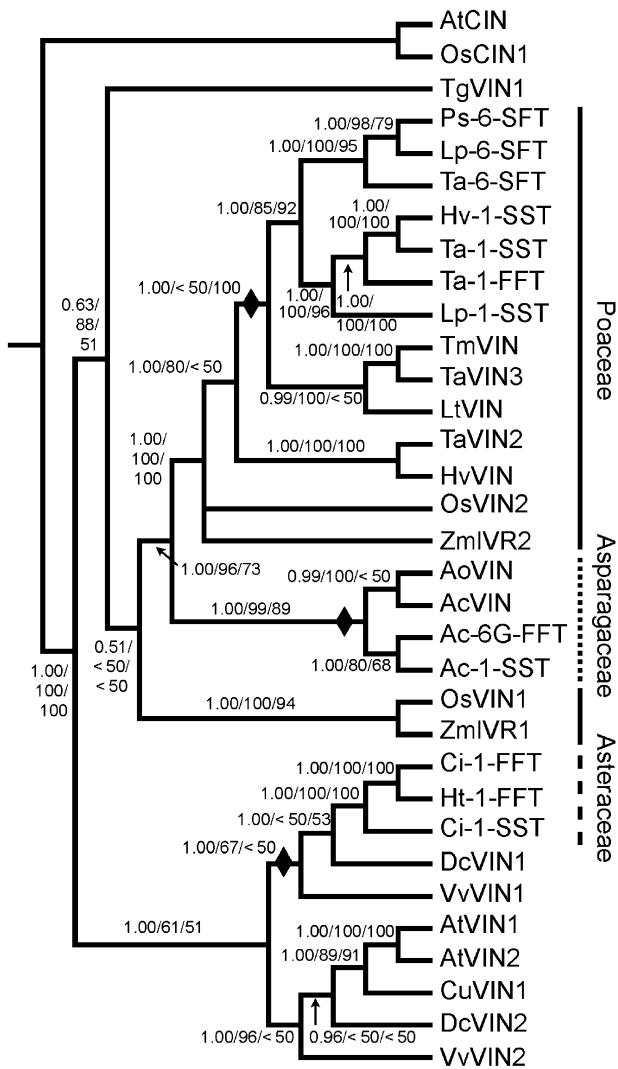 AtCIN
OsCIN1
TgVIN1
Ps-6-SFT
1.00/98/79
1.00/100/95
Lp-6-SFT
Ta-6-SFT
1.00/
100/100
Hv-1-SST
1.00/85/92
Ta-1-SST
Ta-1-FFT
1.00/< 50/100
1.00/
100/96
1.00/
100/100
Lp-1-SST
0.63/
88/
51
1.00/100/100
TmVIN
1.00/80/< 50
TaVIN3
0.99/100/< 50
LtVIN
Poaceae
1.00/
100/
100
1.00/100/100
TaVIN2
HvVIN
OsVIN2
ZmIVR2
1.00/96/73
0.99/100/< 50
AoVIN
AcVIN
1.00/99/89
Ac-6G-FFT
1.00/80/68
Ac-1-SST
Asparagaceae
0.51/
< 50/
< 50
1.00/
100/
100
1.00/100/94
OsVIN1
ZmIVR1
1.00/100/100
Ci-1-FFT
1.00/100/100
Ht-1-FFT
1.00/< 50/53
Ci-1-SST
Asteraceae
1.00/67/< 50
DcVIN1
VvVIN1
1.00/61/51
1.00/100/100
AtVIN1
1.00/89/91
AtVIN2
CuVIN1
DcVIN2
1.00/96/< 50
0.96/< 50/< 50
VvVIN2